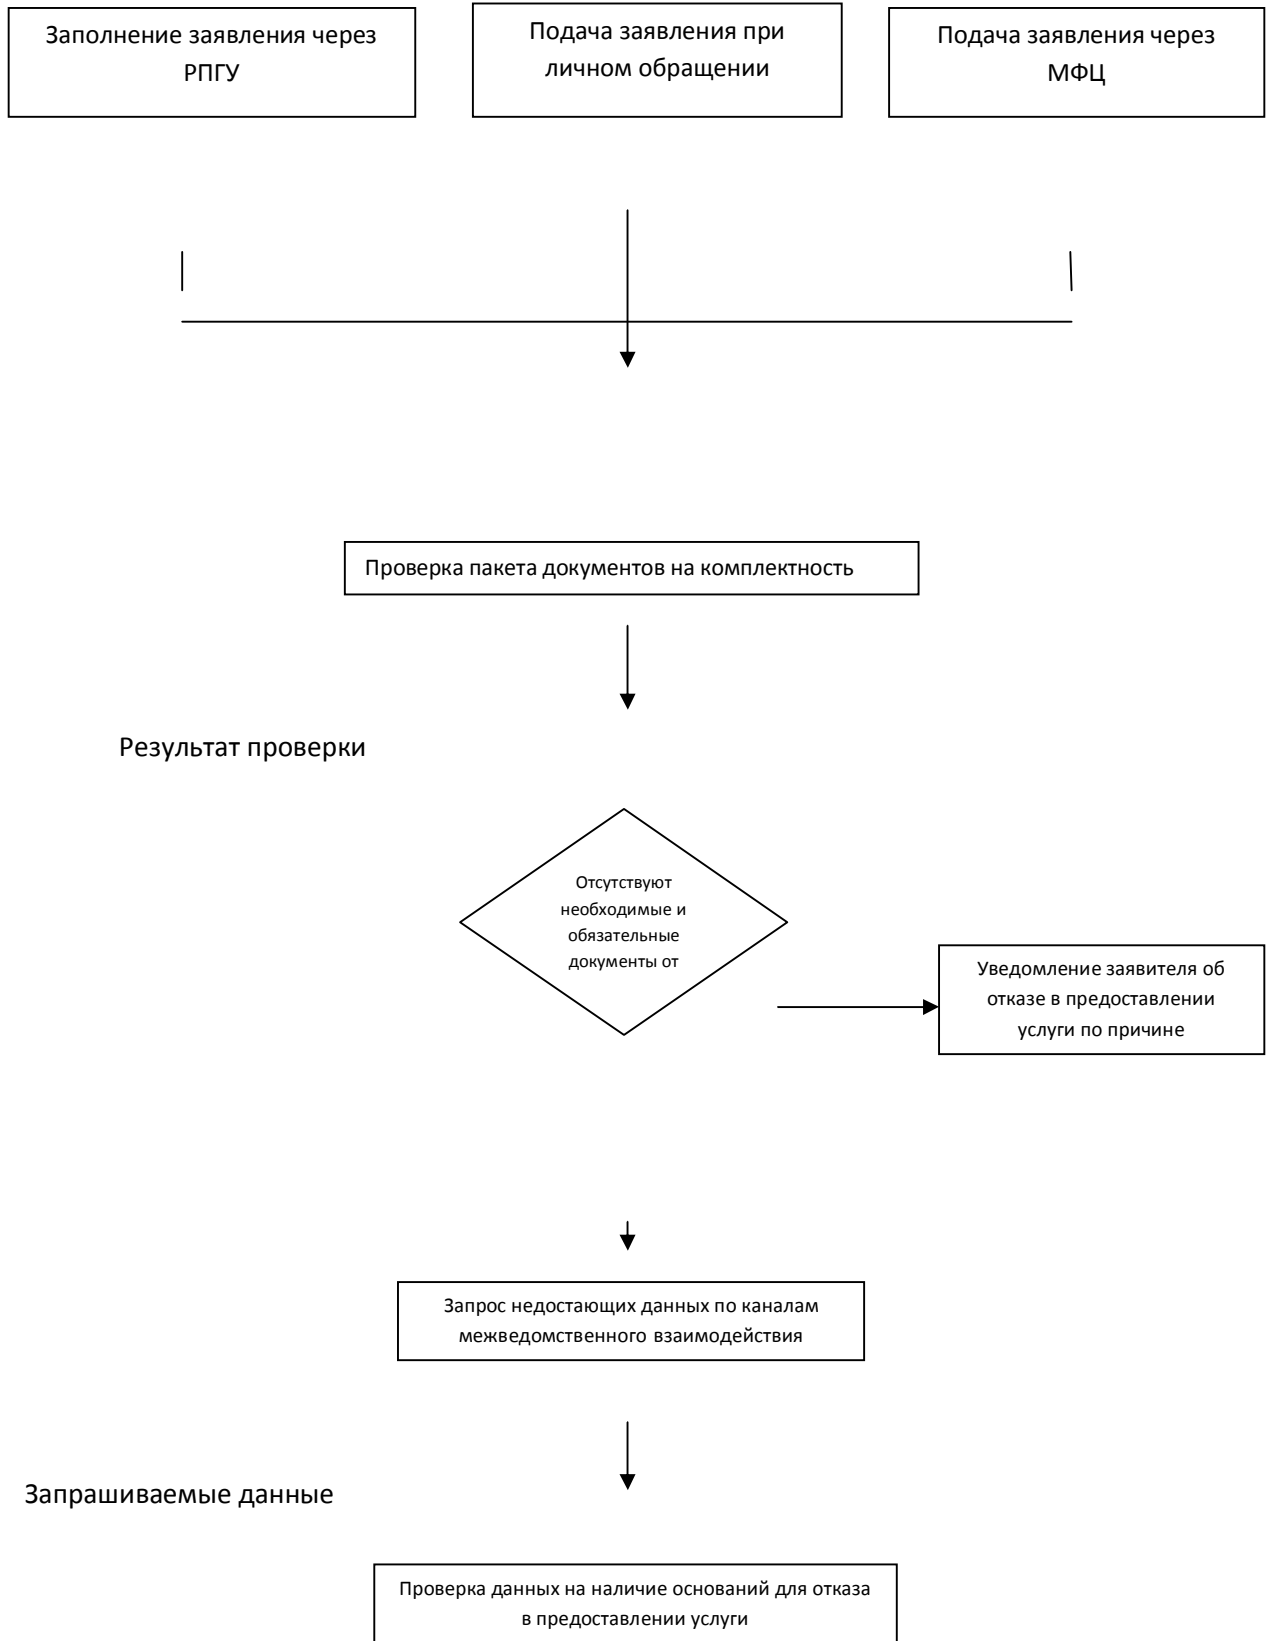 Заполнение заявления через
РПГУ
Подача заявления при
личном обращении
Подача заявления через
МФЦ
Проверка пакета документов на комплектность
Результат проверки
Отсутствуют
необходимые и
обязательные
документы от
Уведомление заявителя об
отказе в предоставлении
услуги по причине
Запрос недостающих данных по каналам
межведомственного взаимодействия
Запрашиваемые данные
Проверка данных на наличие оснований для отказа
в предоставлении услуги